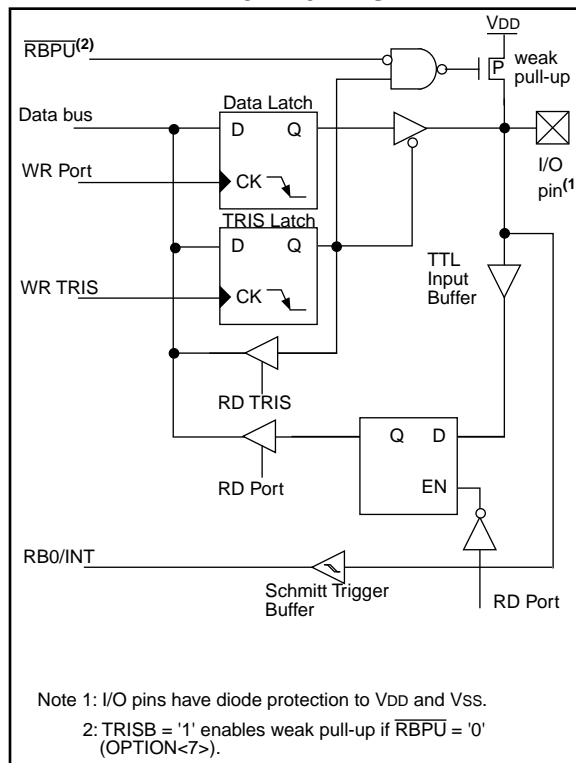 VDD
RBPU(2)
P
weak
pull-up
Data Latch
Data bus
D
Q
WR Port
CK
I/O
pin(1
TRIS Latch
D
Q
TTL
Input
Buffer
WR TRIS
CK
RD TRIS
Q
D
EN
RD Port
RB0/INT
Schmitt Trigger
Buffer
RD Port
Note 1: I/O pins have diode protection to VDD and VSS.
2: TRISB = '1' enables weak pull-up if RBPU = '0'
(OPTION<7>).